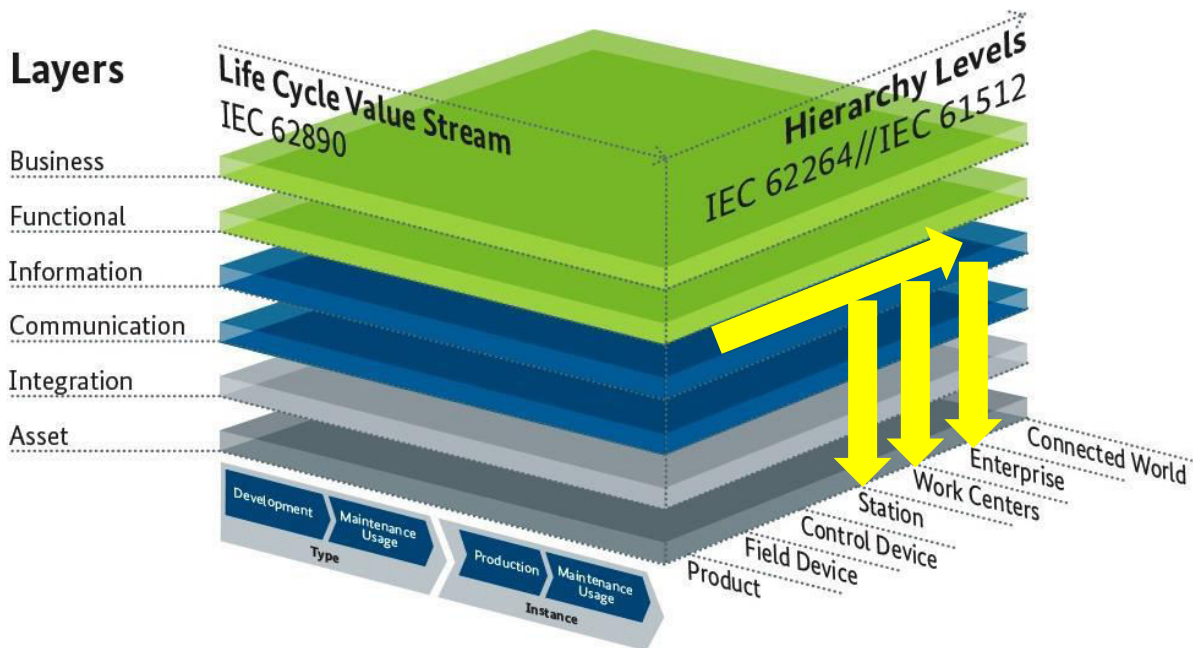 Layers
Life Cycle Value Stream
IEC 62890
Hierarchy Levels
IEC 62264//IEC 61512
Business
Functional
Information
Communication
Integration
Asset
Development
Maintenance
Usage
Type
Production
Maintenance
Usage
Instance
Product
Field Device
Control Device
Station
Work Centers
Enterprise
Connected World